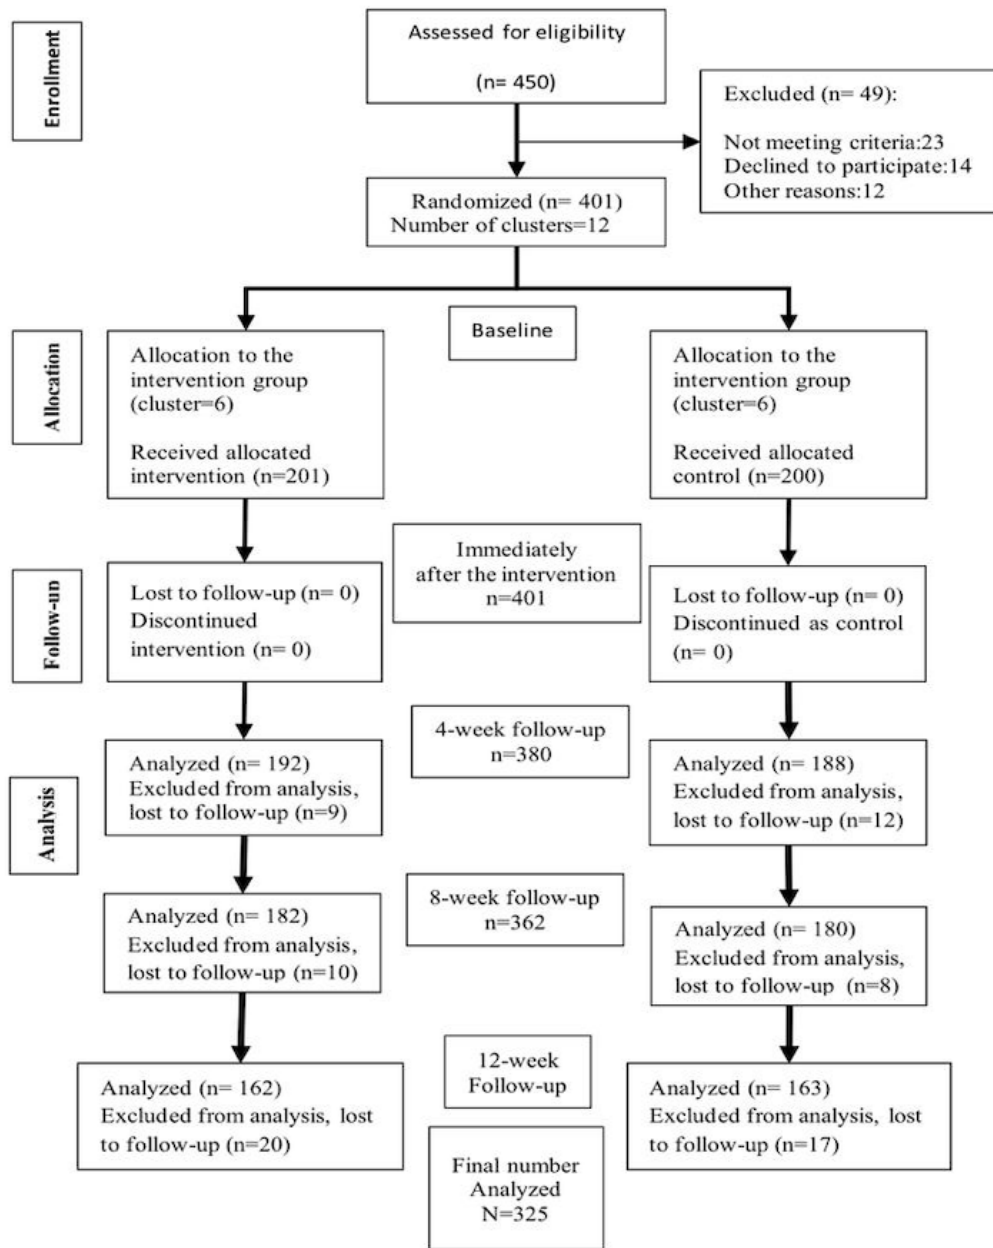 Enrollment
Assessed for eligibility
(n= 450)
Excluded (n= 49):
Not meeting criteria:23
Declined to participate:14
Other reasons:12
Randomized (n= 401)
Number of clusters=12
Baseline
Allocation
Allocation to the
intervention group
(cluster=6)
Received allocated
intervention (n=201)
Allocation to the
intervention group
(cluster=6)
Received allocated
control (n=200)
Immediately
after the intervention
n=401
Follow-un
Lost to follow-up (n= 0)
Discontinued
intervention (n= 0)
Lost to follow-up (n= 0)
Discontinued as control
(n= 0)
4-week follow-up
n=380
Analysis
Analyzed (n= 192)
Excluded from analysis,
lost to follow-up (n=9)
Analyzed (n= 188)
Excluded from analysis,
lost to follow-up (n=12)
8-week follow-up
n=362
Analyzed (n= 182)
Excluded from analysis,
lost to follow-up (n=10)
Analyzed (n= 180)
Excluded from analysis,
lost to follow-up (n=8)
12-week
Follow-up
Analyzed (n= 162)
Excluded from analysis, lost
to follow-up (n=20)
Analyzed (n= 163)
Excluded from analysis, lost
to follow-up (n=17)
Final number
Analyzed
N=325